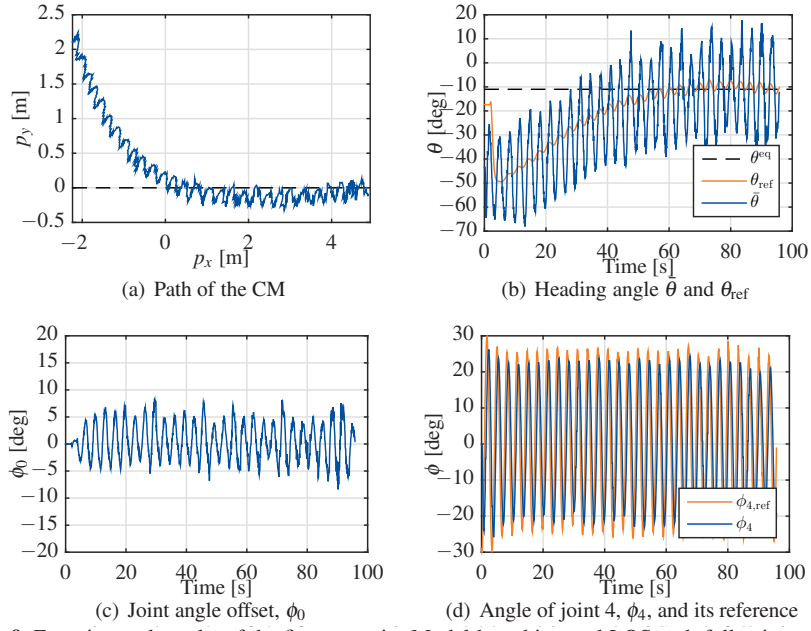 2.5
2
1.5
1
0.5
0
−0.5
p_y [m]
−2 0 2 4
p_x [m]
(a) Path of the CM
20
10
0
−10
−20
−30
−40
−50
−60
−70
θ [deg]
θ^eq
θ_ref
θ̄
0 20 40 60 80 100
Time [s]
(b) Heading angle θ̄ and θ_ref
20
15
10
5
0
−5
−10
−15
−20
ϕ_0 [deg]
0 20 40 60 80 100
Time [s]
(c) Joint angle offset, ϕ_0
30
20
10
0
−10
−20
−30
ϕ [deg]
ϕ_4,ref
ϕ_4
0 20 40 60 80 100
Time [s]
(d) Angle of joint 4, ϕ_4, and its reference